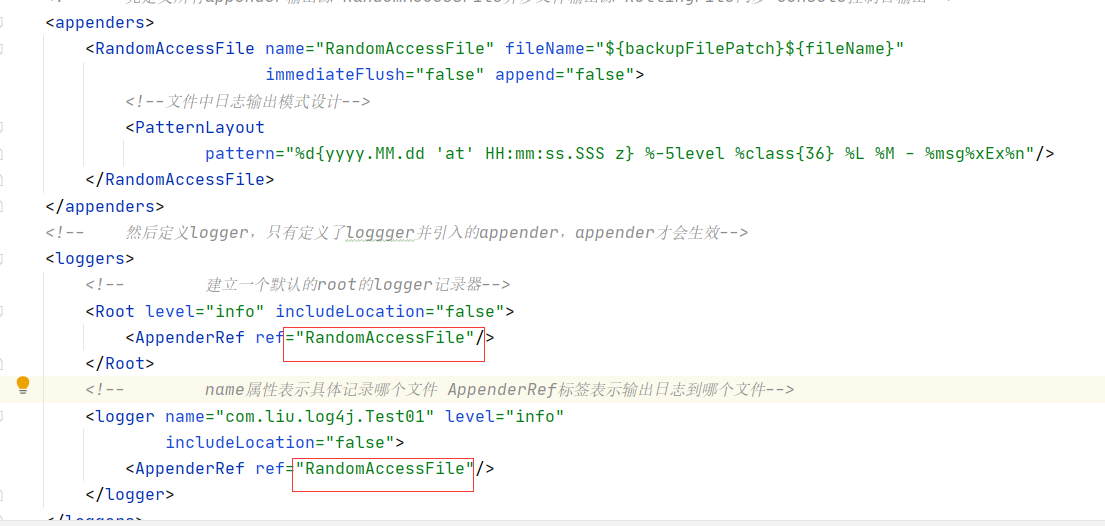 <appenders>
<RandomAccessFile name="RandomAccessFile" fileName="${backupFilePatch}${fileName}"
immediateFlush="false" append="false">
<!--文件中日志输出模式设计-->
<PatternLayout
pattern="%d{yyyy.MM.dd 'at' HH:mm:ss.SSS z} %-5level %class{36} %L %M - %msg%xEx%n"/>
</RandomAccessFile>
</appenders>
<!-- 然后定义logger，只有定义了loggger并引入的appender，appender才会生效-->
<loggers>
<!-- 建立一个默认的root的logger记录器-->
<Root level="info" includeLocation="false">
<AppenderRef ref="RandomAccessFile"/>
</Root>
<!-- name属性表示具体记录哪个文件 AppenderRef标签表示输出日志到哪个文件-->
<logger name="com.liu.log4j.Test01" level="info"
includeLocation="false">
<AppenderRef ref="RandomAccessFile"/>
</logger>
</loggers>